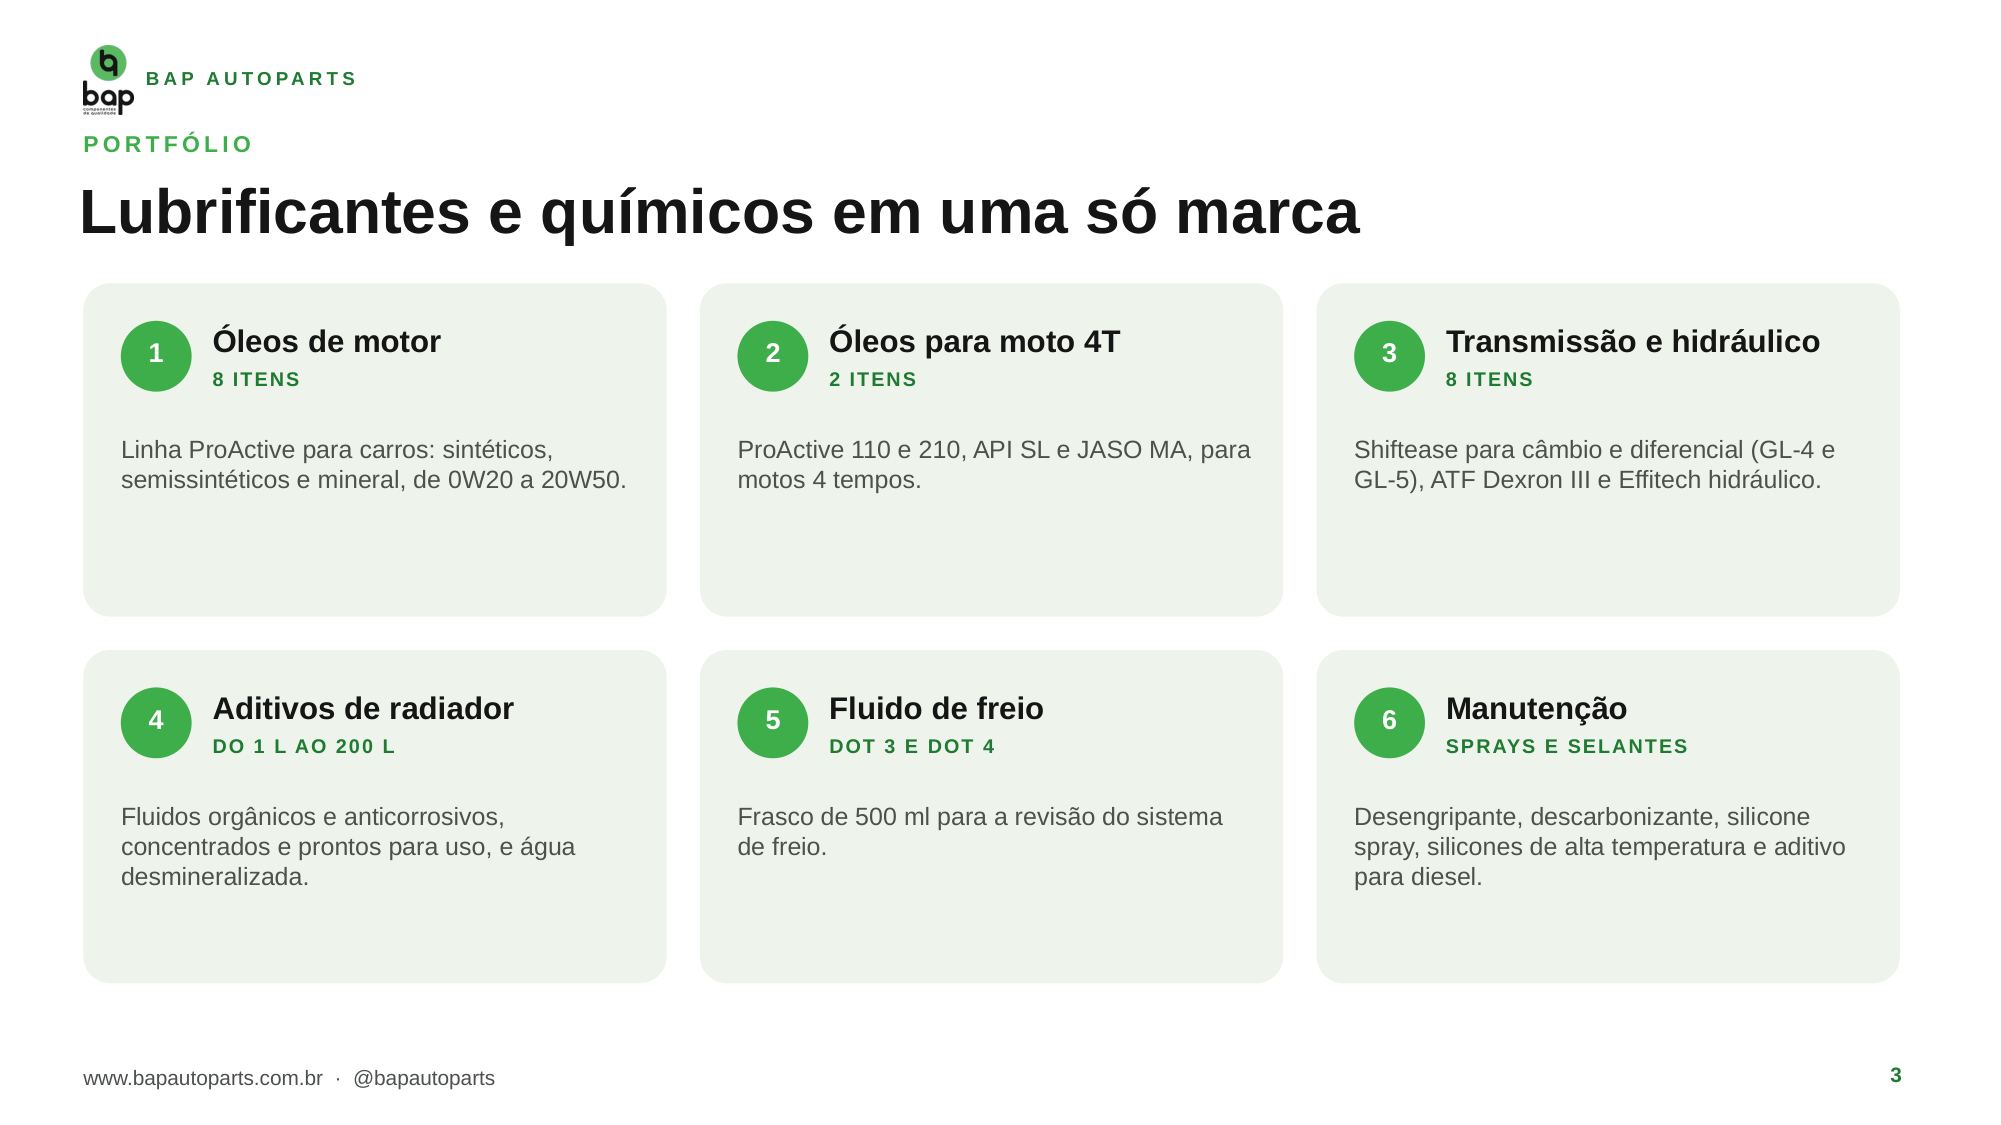 bap
componentes
de qualidade
BAP AUTOPARTS
PORTFÓLIO
Lubrificantes e químicos em uma só marca
1
Óleos de motor
8 ITENS
Linha ProActive para carros: sintéticos,
semissintéticos e mineral, de 0W20 a 20W50.
2
Óleos para moto 4T
2 ITENS
ProActive 110 e 210, API SL e JASO MA, para
motos 4 tempos.
3
Transmissão e hidráulico
8 ITENS
Shiftease para câmbio e diferencial (GL-4 e
GL-5), ATF Dexron III e Effitech hidráulico.
4
Aditivos de radiador
DO 1 L AO 200 L
Fluidos orgânicos e anticorrosivos,
concentrados e prontos para uso, e água
desmineralizada.
5
Fluido de freio
DOT 3 E DOT 4
Frasco de 500 ml para a revisão do sistema
de freio.
6
Manutenção
SPRAYS E SELANTES
Desengripante, descarbonizante, silicone
spray, silicones de alta temperatura e aditivo
para diesel.
www.bapautoparts.com.br · @bapautoparts
3